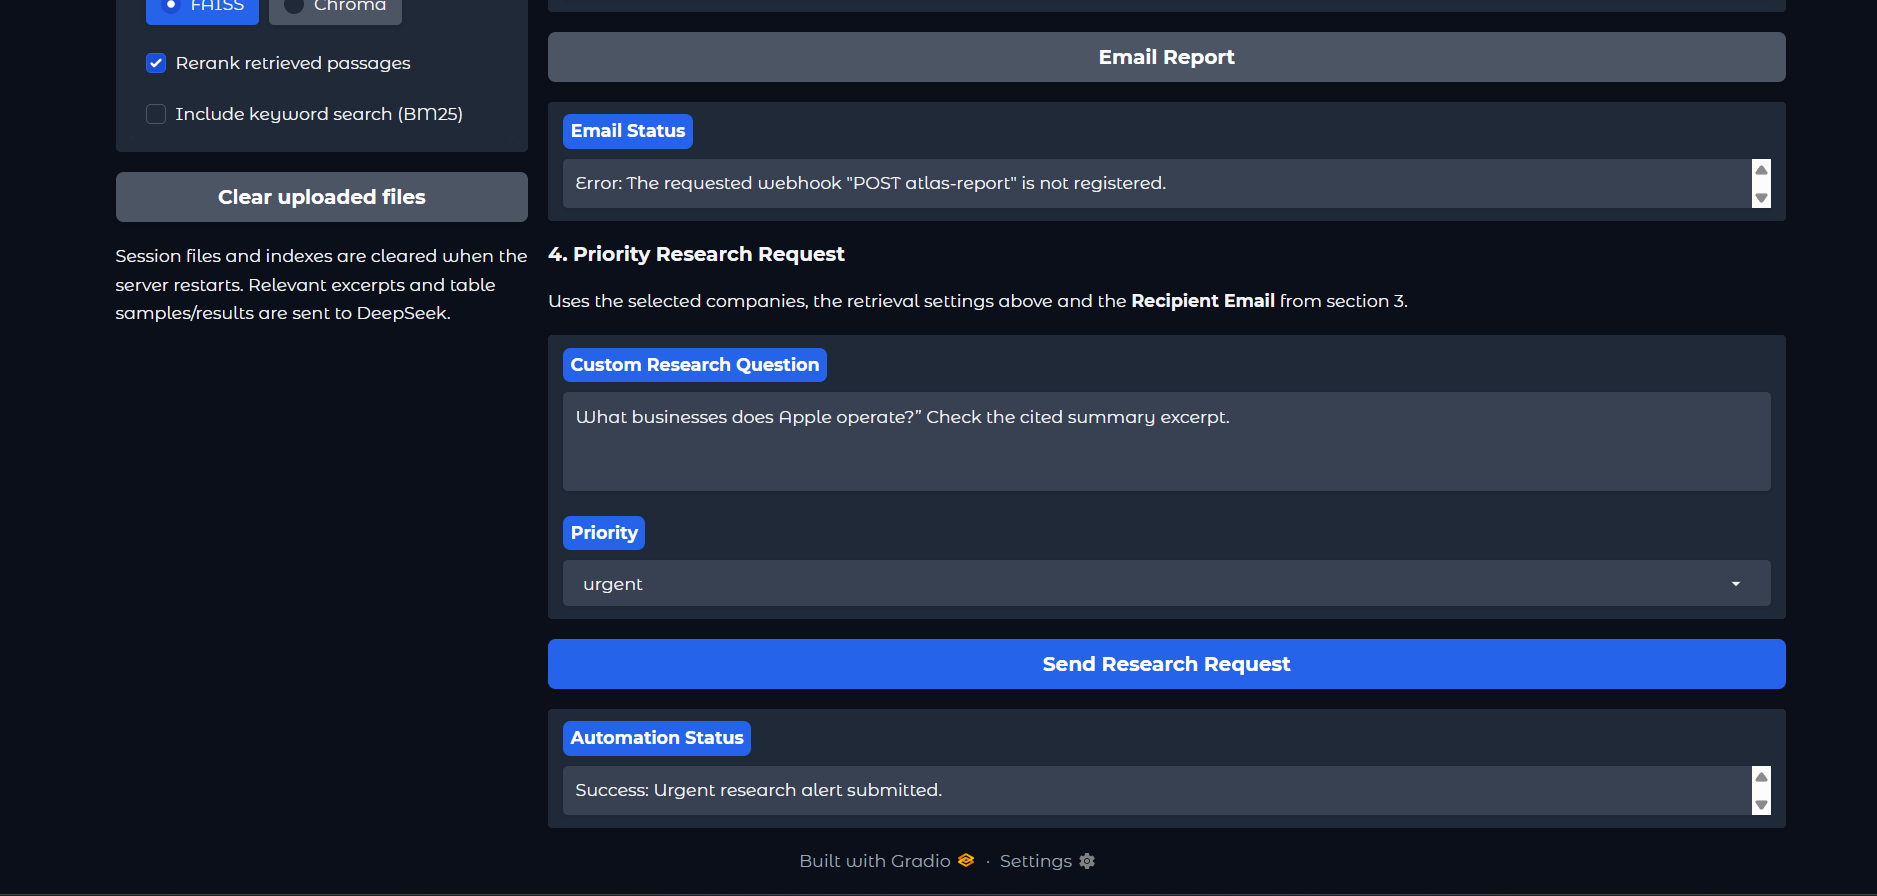 FAISS
Chroma
Rerank retrieved passages
Include keyword search (BM25)
Clear uploaded files
Session files and indexes are cleared when the
server restarts. Relevant excerpts and table
samples/results are sent to DeepSeek.
Email Report
Email Status
Error: The requested webhook "POST atlas-report" is not registered.
4. Priority Research Request
Uses the selected companies, the retrieval settings above and the Recipient Email from section 3.
Custom Research Question
What businesses does Apple operate?” Check the cited summary excerpt.
Priority
urgent
Send Research Request
Automation Status
Success: Urgent research alert submitted.
Built with Gradio · Settings